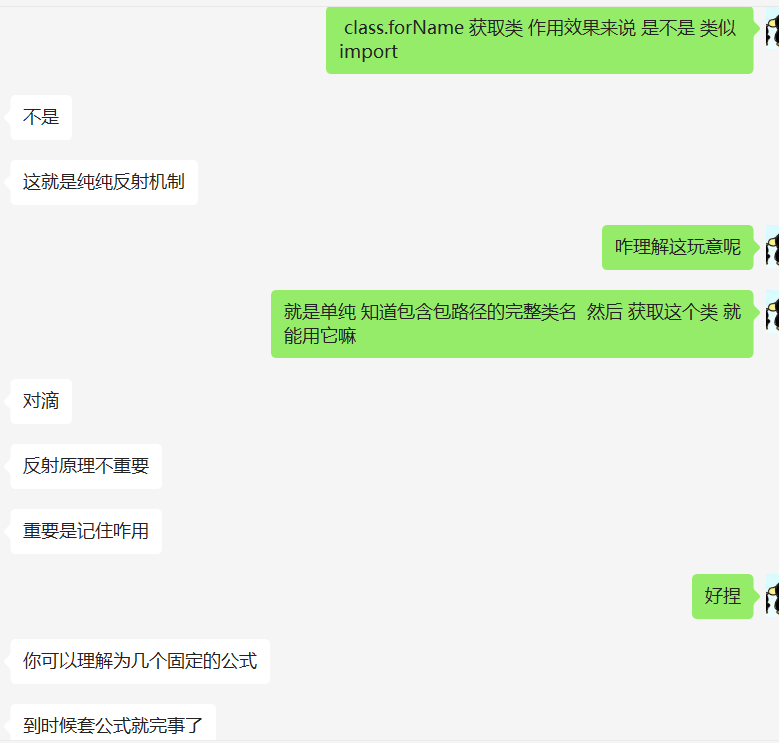 class.forName 获取类 作用效果来说 是不是 类似
import
不是
这就是纯纯反射机制
咋理解这玩意呢
就是单纯 知道包含包路径的完整类名  然后 获取这个类 就
能用它嘛
对滴
反射原理不重要
重要是记住咋用
好捏
你可以理解为几个固定的公式
到时候套公式就完事了